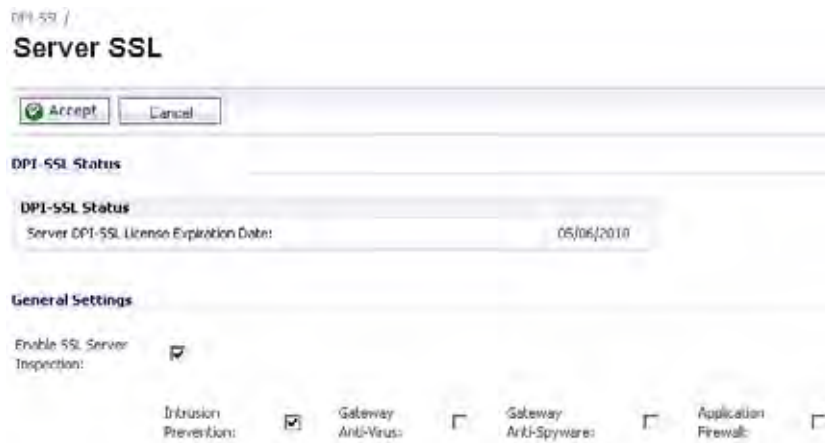 DPI-SSL /
Server SSL
Accept Cancel
DPI-SSL Status
DPI-SSL Status
Server DPI-SSL License Expiration Date: 05/06/2010
General Settings
Enable SSL Server
Inspection:
Intrusion Gateway Gateway Application
Prevention: Anti-Virus: Anti-Spyware: Firewall: